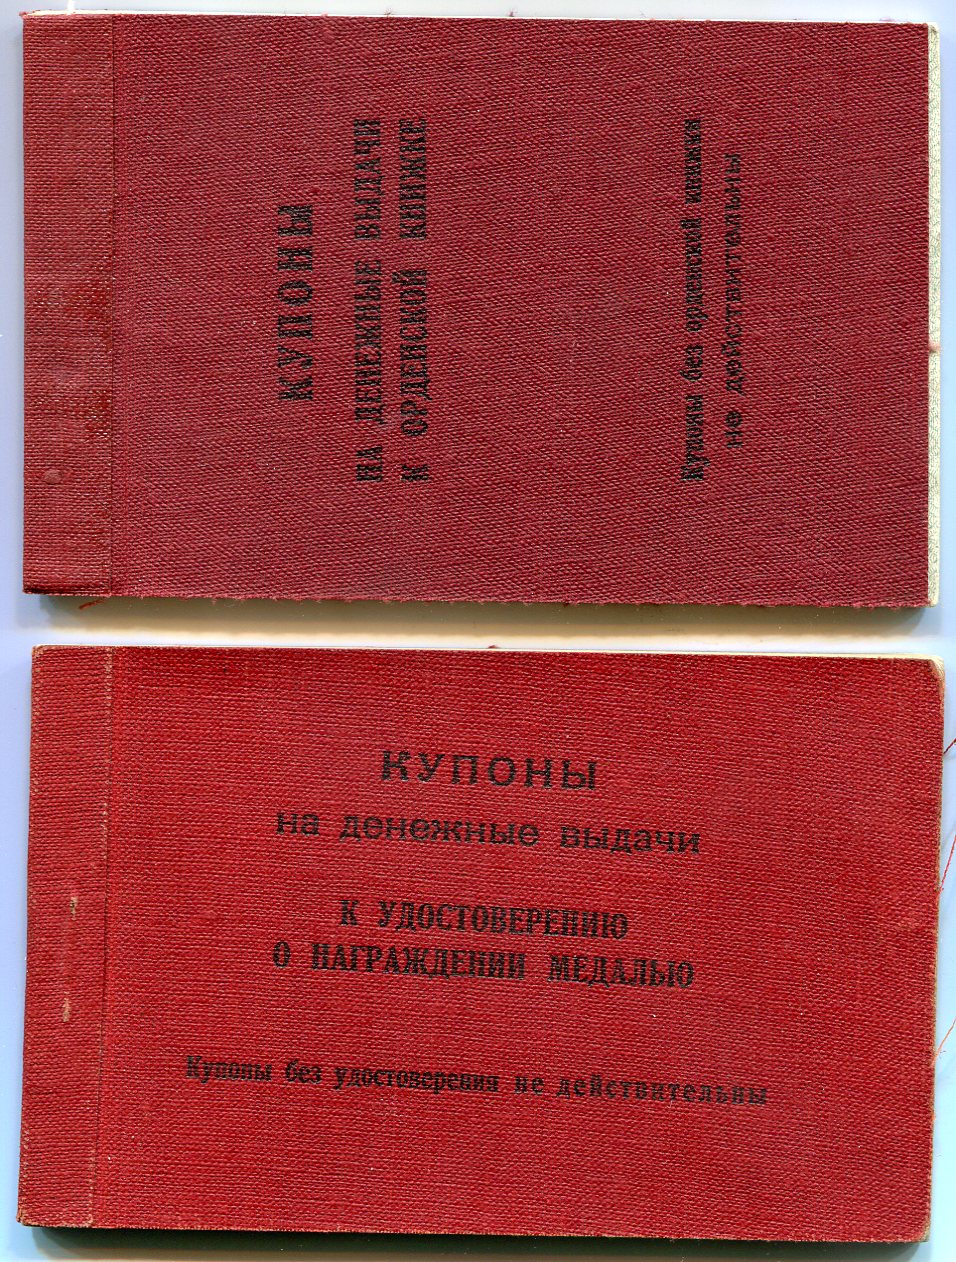 КУПОНЫ
НА ДЕНЕЖНЫЕ ВЫДАЧИ
К ОРДЕНСКОЙ КНИЖКЕ
Купоны без орденской книжки
не действительны
КУПОНЫ
на денежные выдачи
К УДОСТОВЕРЕНИЮ
О НАГРАЖДЕНИИ МЕДАЛЬЮ
Купоны без удостоверения не действительны